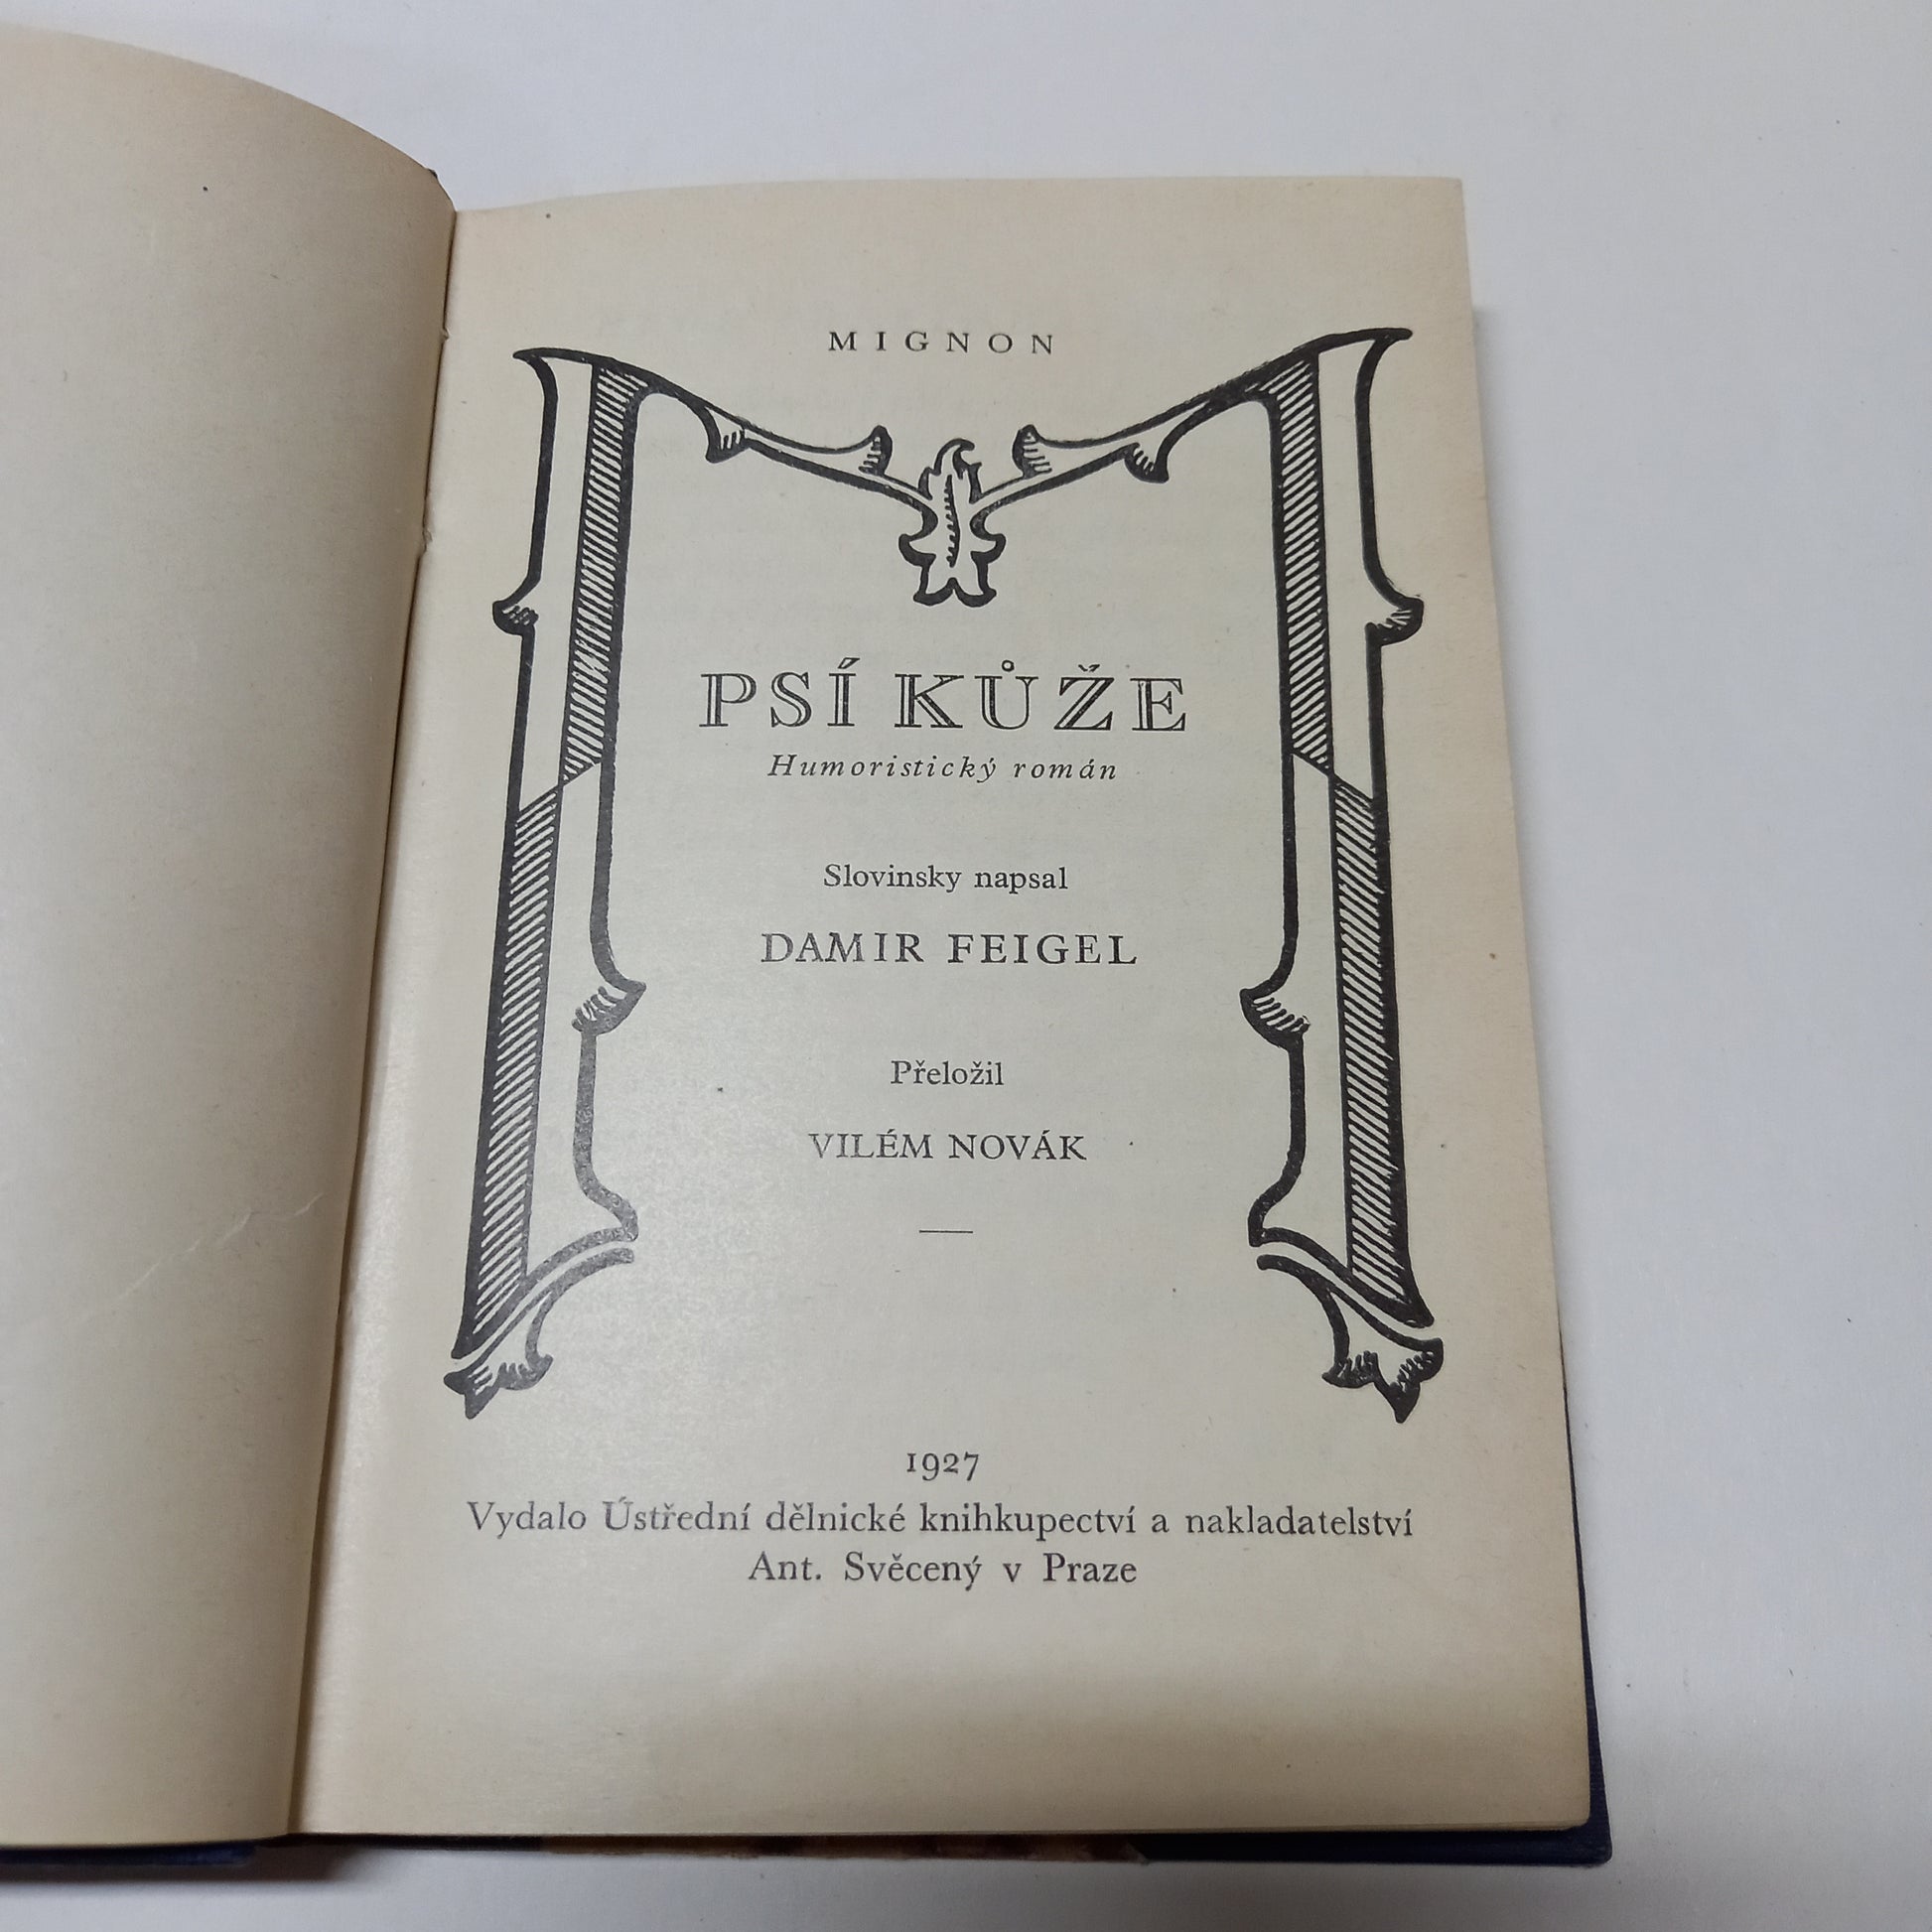 MIGNON
PSÍ KŮŽE
Humoristický román
Slovinsky napsal
DAMIR FEIGEL
Přeložil
VILÉM NOVÁK
1927
Vydalo Ústřední dělnické knihkupectví a nakladatelství
Ant. Svěcený v Praze